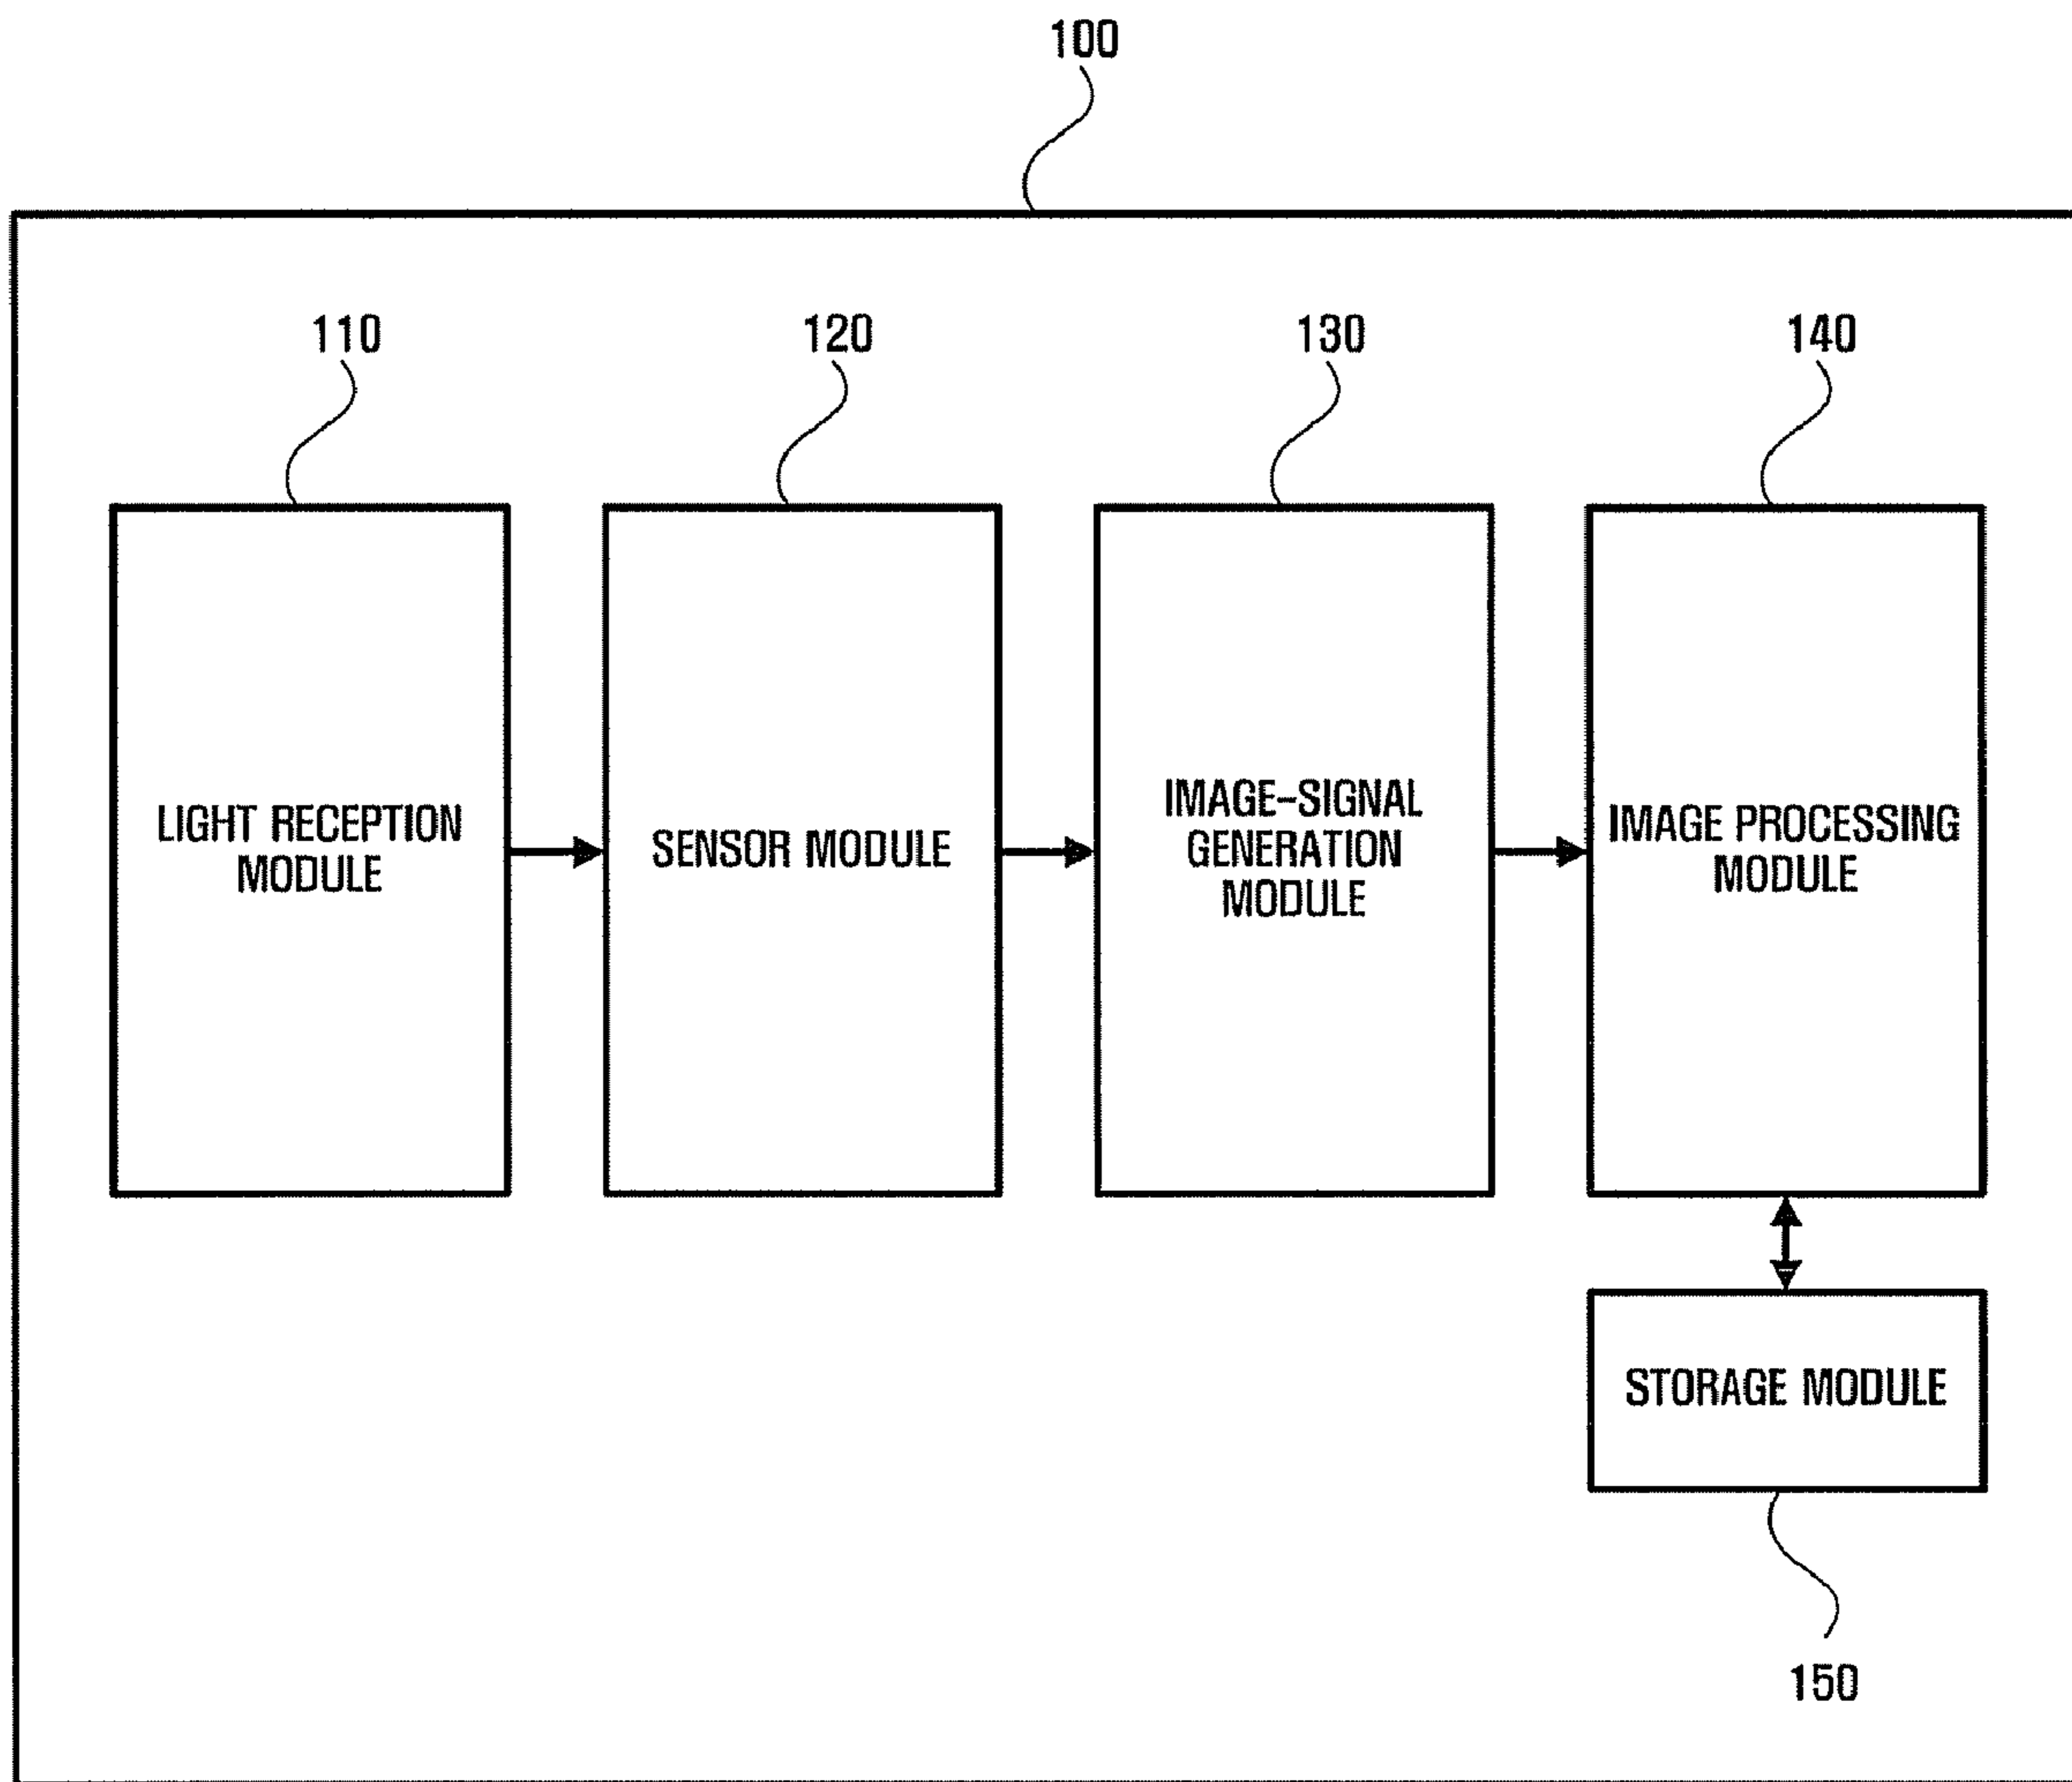 100
110
120
130
140
LIGHT RECEPTION
MODULE
SENSOR MODULE
IMAGE-SIGNAL
GENERATION
MODULE
IMAGE PROCESSING
MODULE
STORAGE MODULE
150